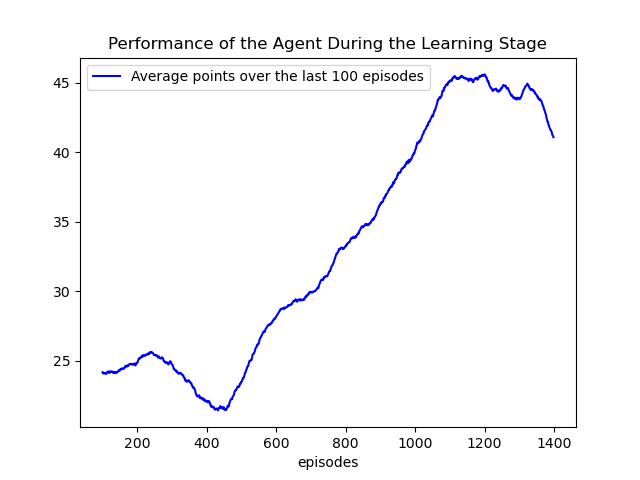 Performance of the Agent During the Learning Stage
Average points over the last 100 episodes
45
40
35
30
25
200 400 600 800 1000 1200 1400
episodes